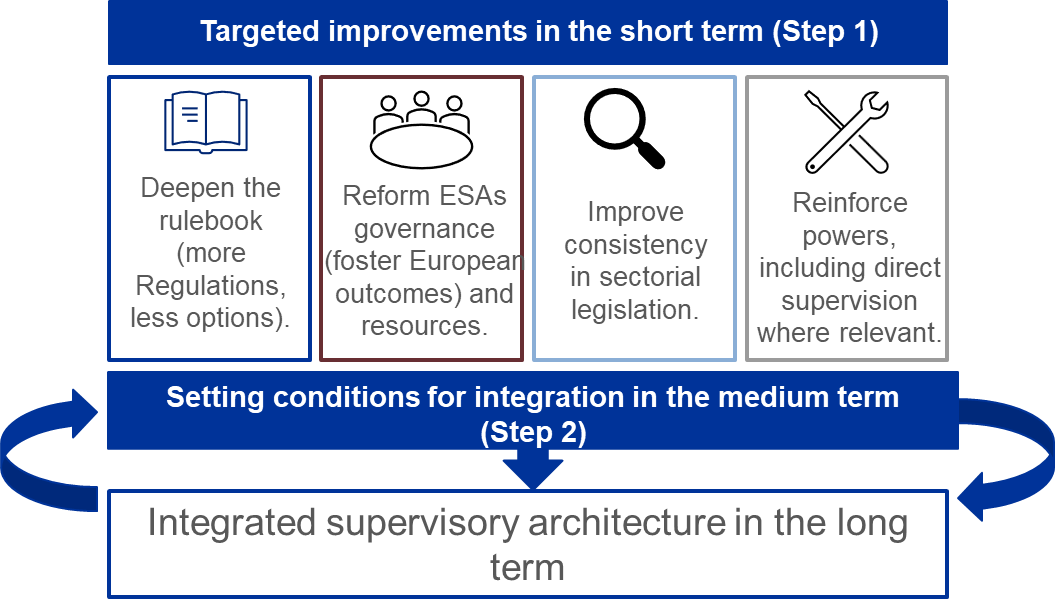 Targeted improvements in the short term (Step 1)
Deepen the
rulebook
(more
Regulations,
less options).
Reform ESAs
governance
(foster European
outcomes) and
resources.
Improve
consistency
in sectorial
legislation.
Reinforce
powers,
including direct
supervision
where relevant.
Setting conditions for integration in the medium term
(Step 2)
Integrated supervisory architecture in the long
term